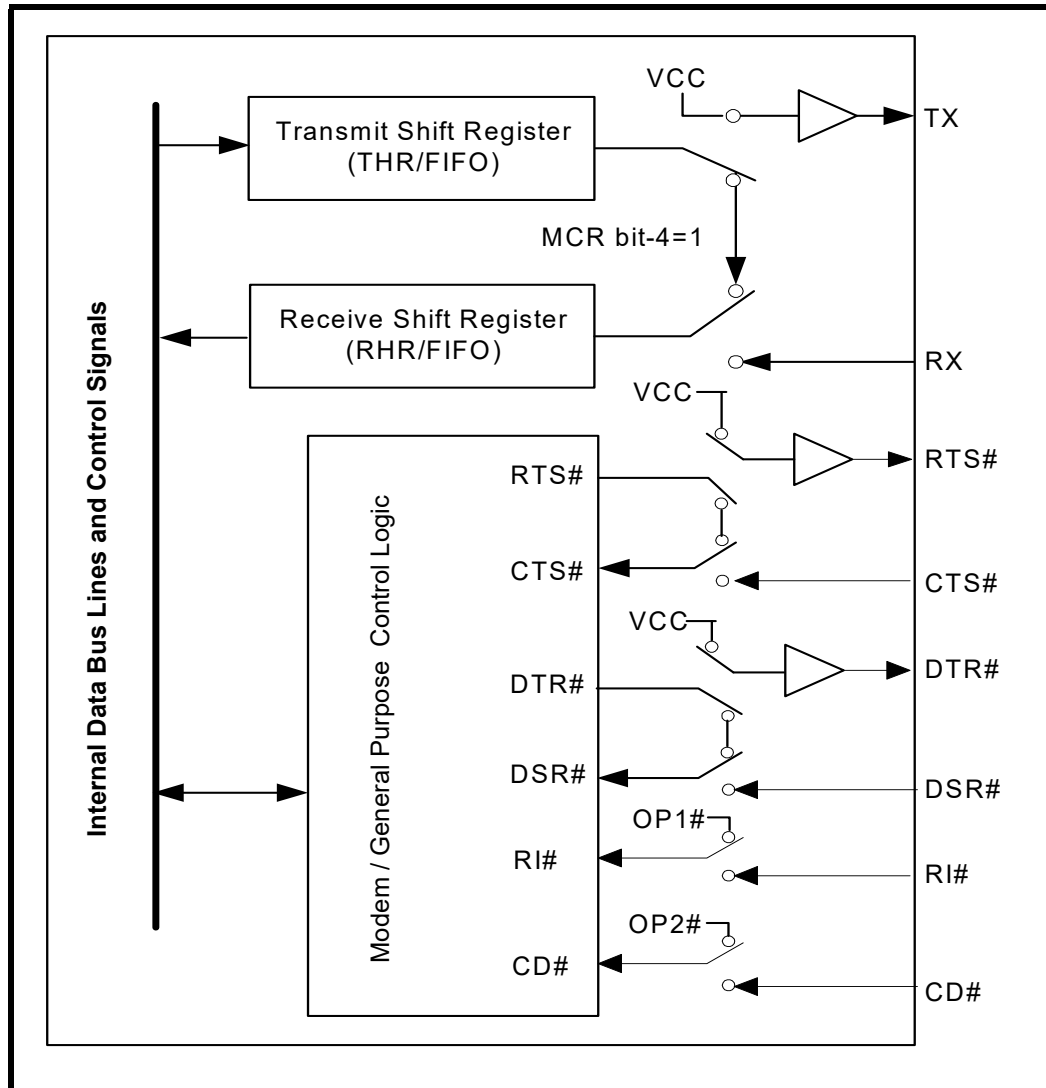 VCC
TX
Transmit Shift Register
(THR/FIFO)
MCR bit-4=1
Receive Shift Register
(RHR/FIFO)
RX
VCC
RTS#
RTS#
CTS#
CTS#
VCC
DTR#
DTR#
DSR#
DSR#
OP1#
RI#
RI#
OP2#
CD#
CD#
Internal Data Bus Lines and Control Signals
Modem / General Purpose Control Logic